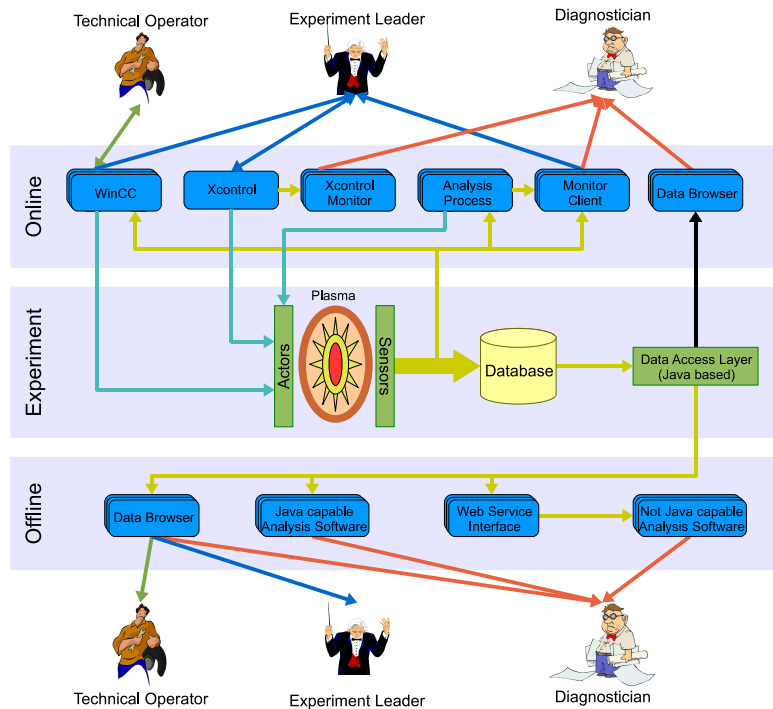 Technical Operator
Experiment Leader
Diagnostician
Online
WinCC
Xcontrol
Xcontrol
Monitor
Analysis
Process
Monitor
Client
Data Browser
Experiment
Plasma
Actors
Sensors
Database
Data Access Layer
(Java based)
Offline
Data Browser
Java capable
Analysis Software
Web Service
Interface
Not Java capable
Analysis Software
Technical Operator
Experiment Leader
Diagnostician